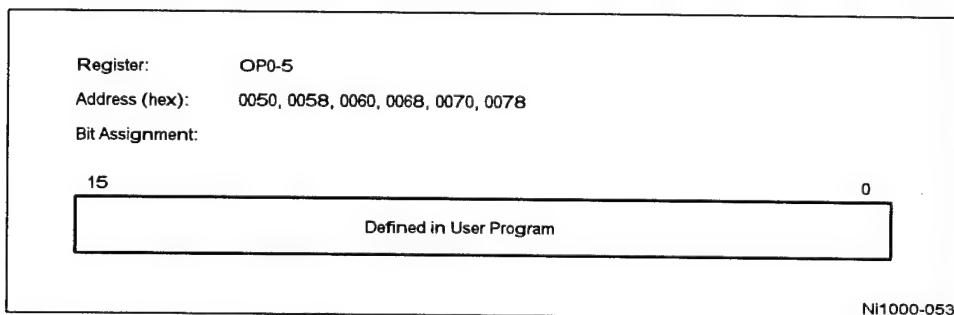 Register: OP0-5
Address (hex): 0050, 0058, 0060, 0068, 0070, 0078
Bit Assignment:
15 0
Defined in User Program
Ni1000-053